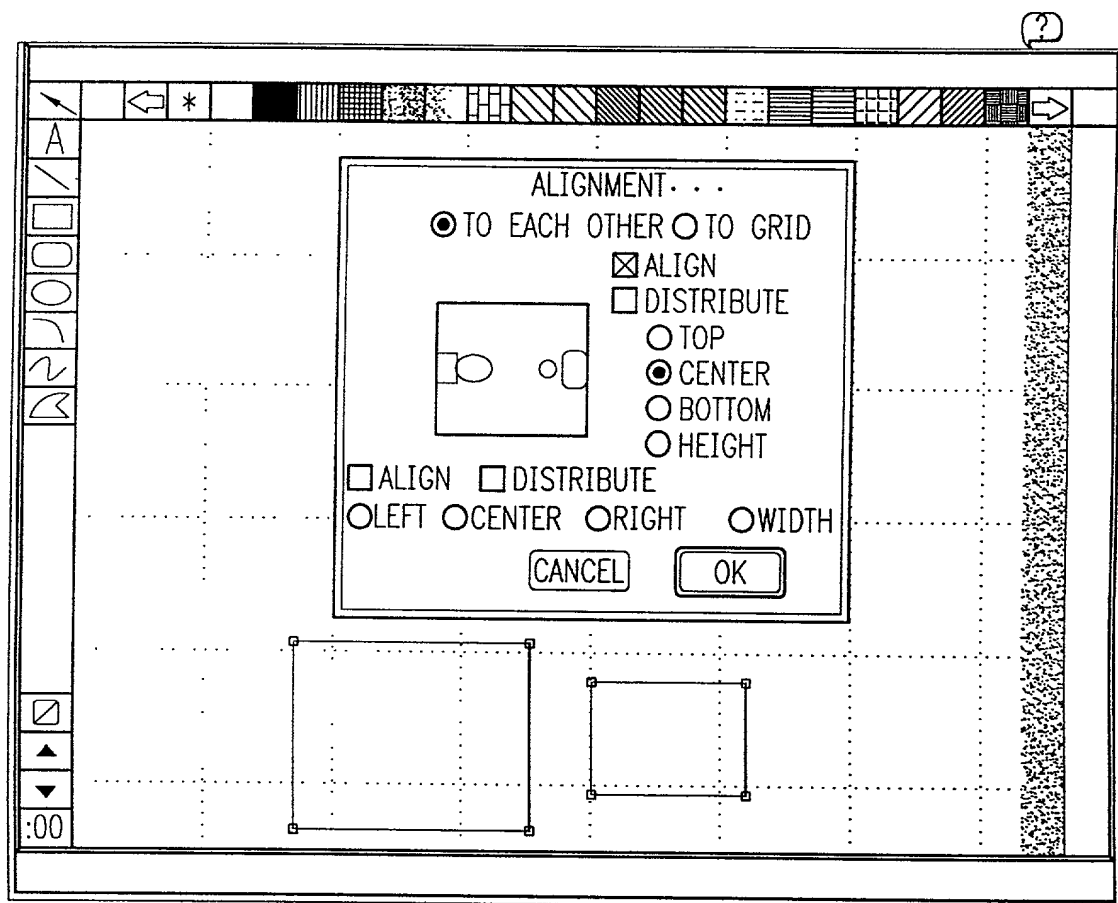 ?
*
A
ALIGNMENT...
TO EACH OTHER TO GRID
ALIGN
DISTRIBUTE
TOP
CENTER
BOTTOM
HEIGHT
ALIGN DISTRIBUTE
LEFT CENTER RIGHT WIDTH
CANCEL OK
:00